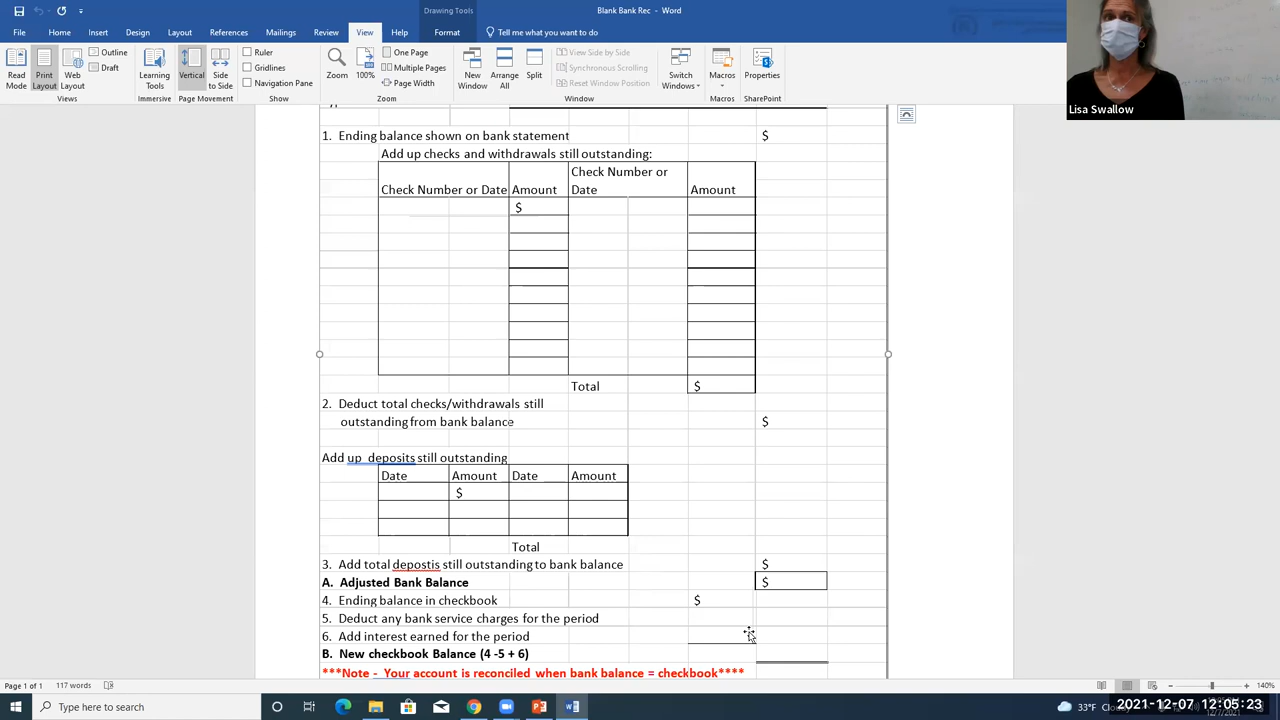 Drawing Tools
Blank Bank Rec - Word
File Home Insert Design Layout References Mailings Review View Help Format Tell me what you want to do
Read Mode
Print Layout
Web Layout
Outline
Draft
Views
Learning Tools
Immersive
Vertical
Side to Side
Page Movement
Ruler
Gridlines
Navigation Pane
Show
Zoom
100%
One Page
Multiple Pages
Page Width
Zoom
New Window
Arrange All
Split
View Side by Side
Synchronous Scrolling
Reset Window Position
Window
Switch Windows
Macros
Macros
Properties
SharePoint
Lisa Swallow
1. Ending balance shown on bank statement $
Add up checks and withdrawals still outstanding:
Check Number or Date Amount Check Number or Date Amount
$
Total $
2. Deduct total checks/withdrawals still
outstanding from bank balance $
Add up deposits still outstanding
Date Amount Date Amount
$
Total
3. Add total depostis still outstanding to bank balance $
A. Adjusted Bank Balance $
4. Ending balance in checkbook $
5. Deduct any bank service charges for the period
6. Add interest earned for the period
B. New checkbook Balance (4 -5 + 6)
***Note - Your account is reconciled when bank balance = checkbook****
Page 1 of 1 117 words 140%
Type here to search
33°F
2021-12-07 12:05:23